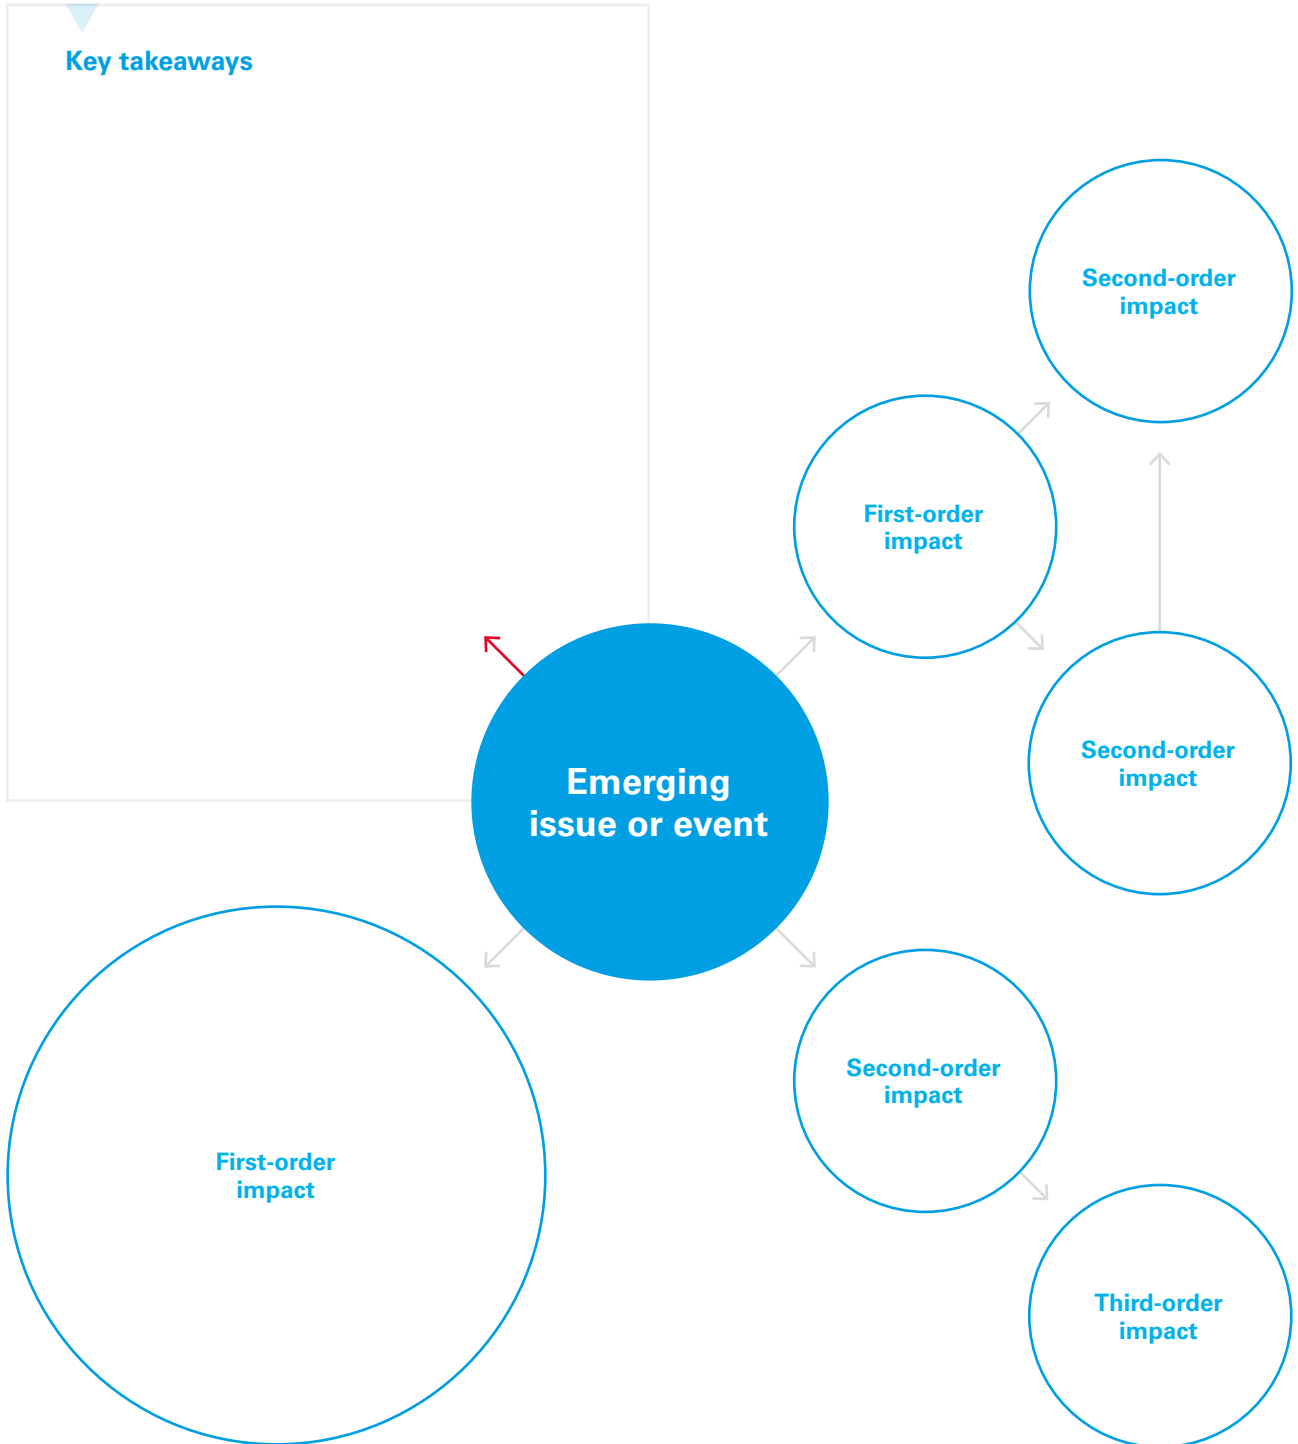 Key takeaways
Second-order
impact
First-order
impact
Second-order
impact
Emerging
issue or event
Second-order
impact
First-order
impact
Third-order
impact